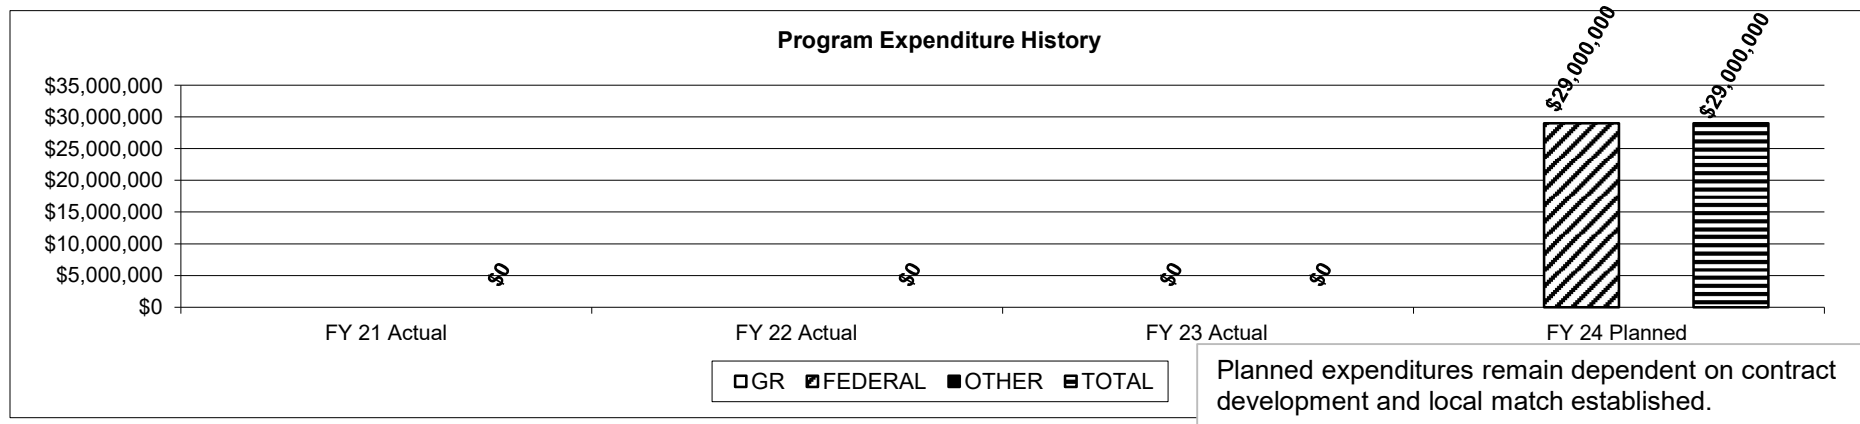 Program Expenditure History
$29,000,000
$29,000,000
$35,000,000
$30,000,000
$25,000,000
$20,000,000
$15,000,000
$10,000,000
$5,000,000
$0
$0
$0
$0
$0
FY 21 Actual
FY 22 Actual
FY 23 Actual
FY 24 Planned
GR FEDERAL OTHER TOTAL
Planned expenditures remain dependent on contract
development and local match established.